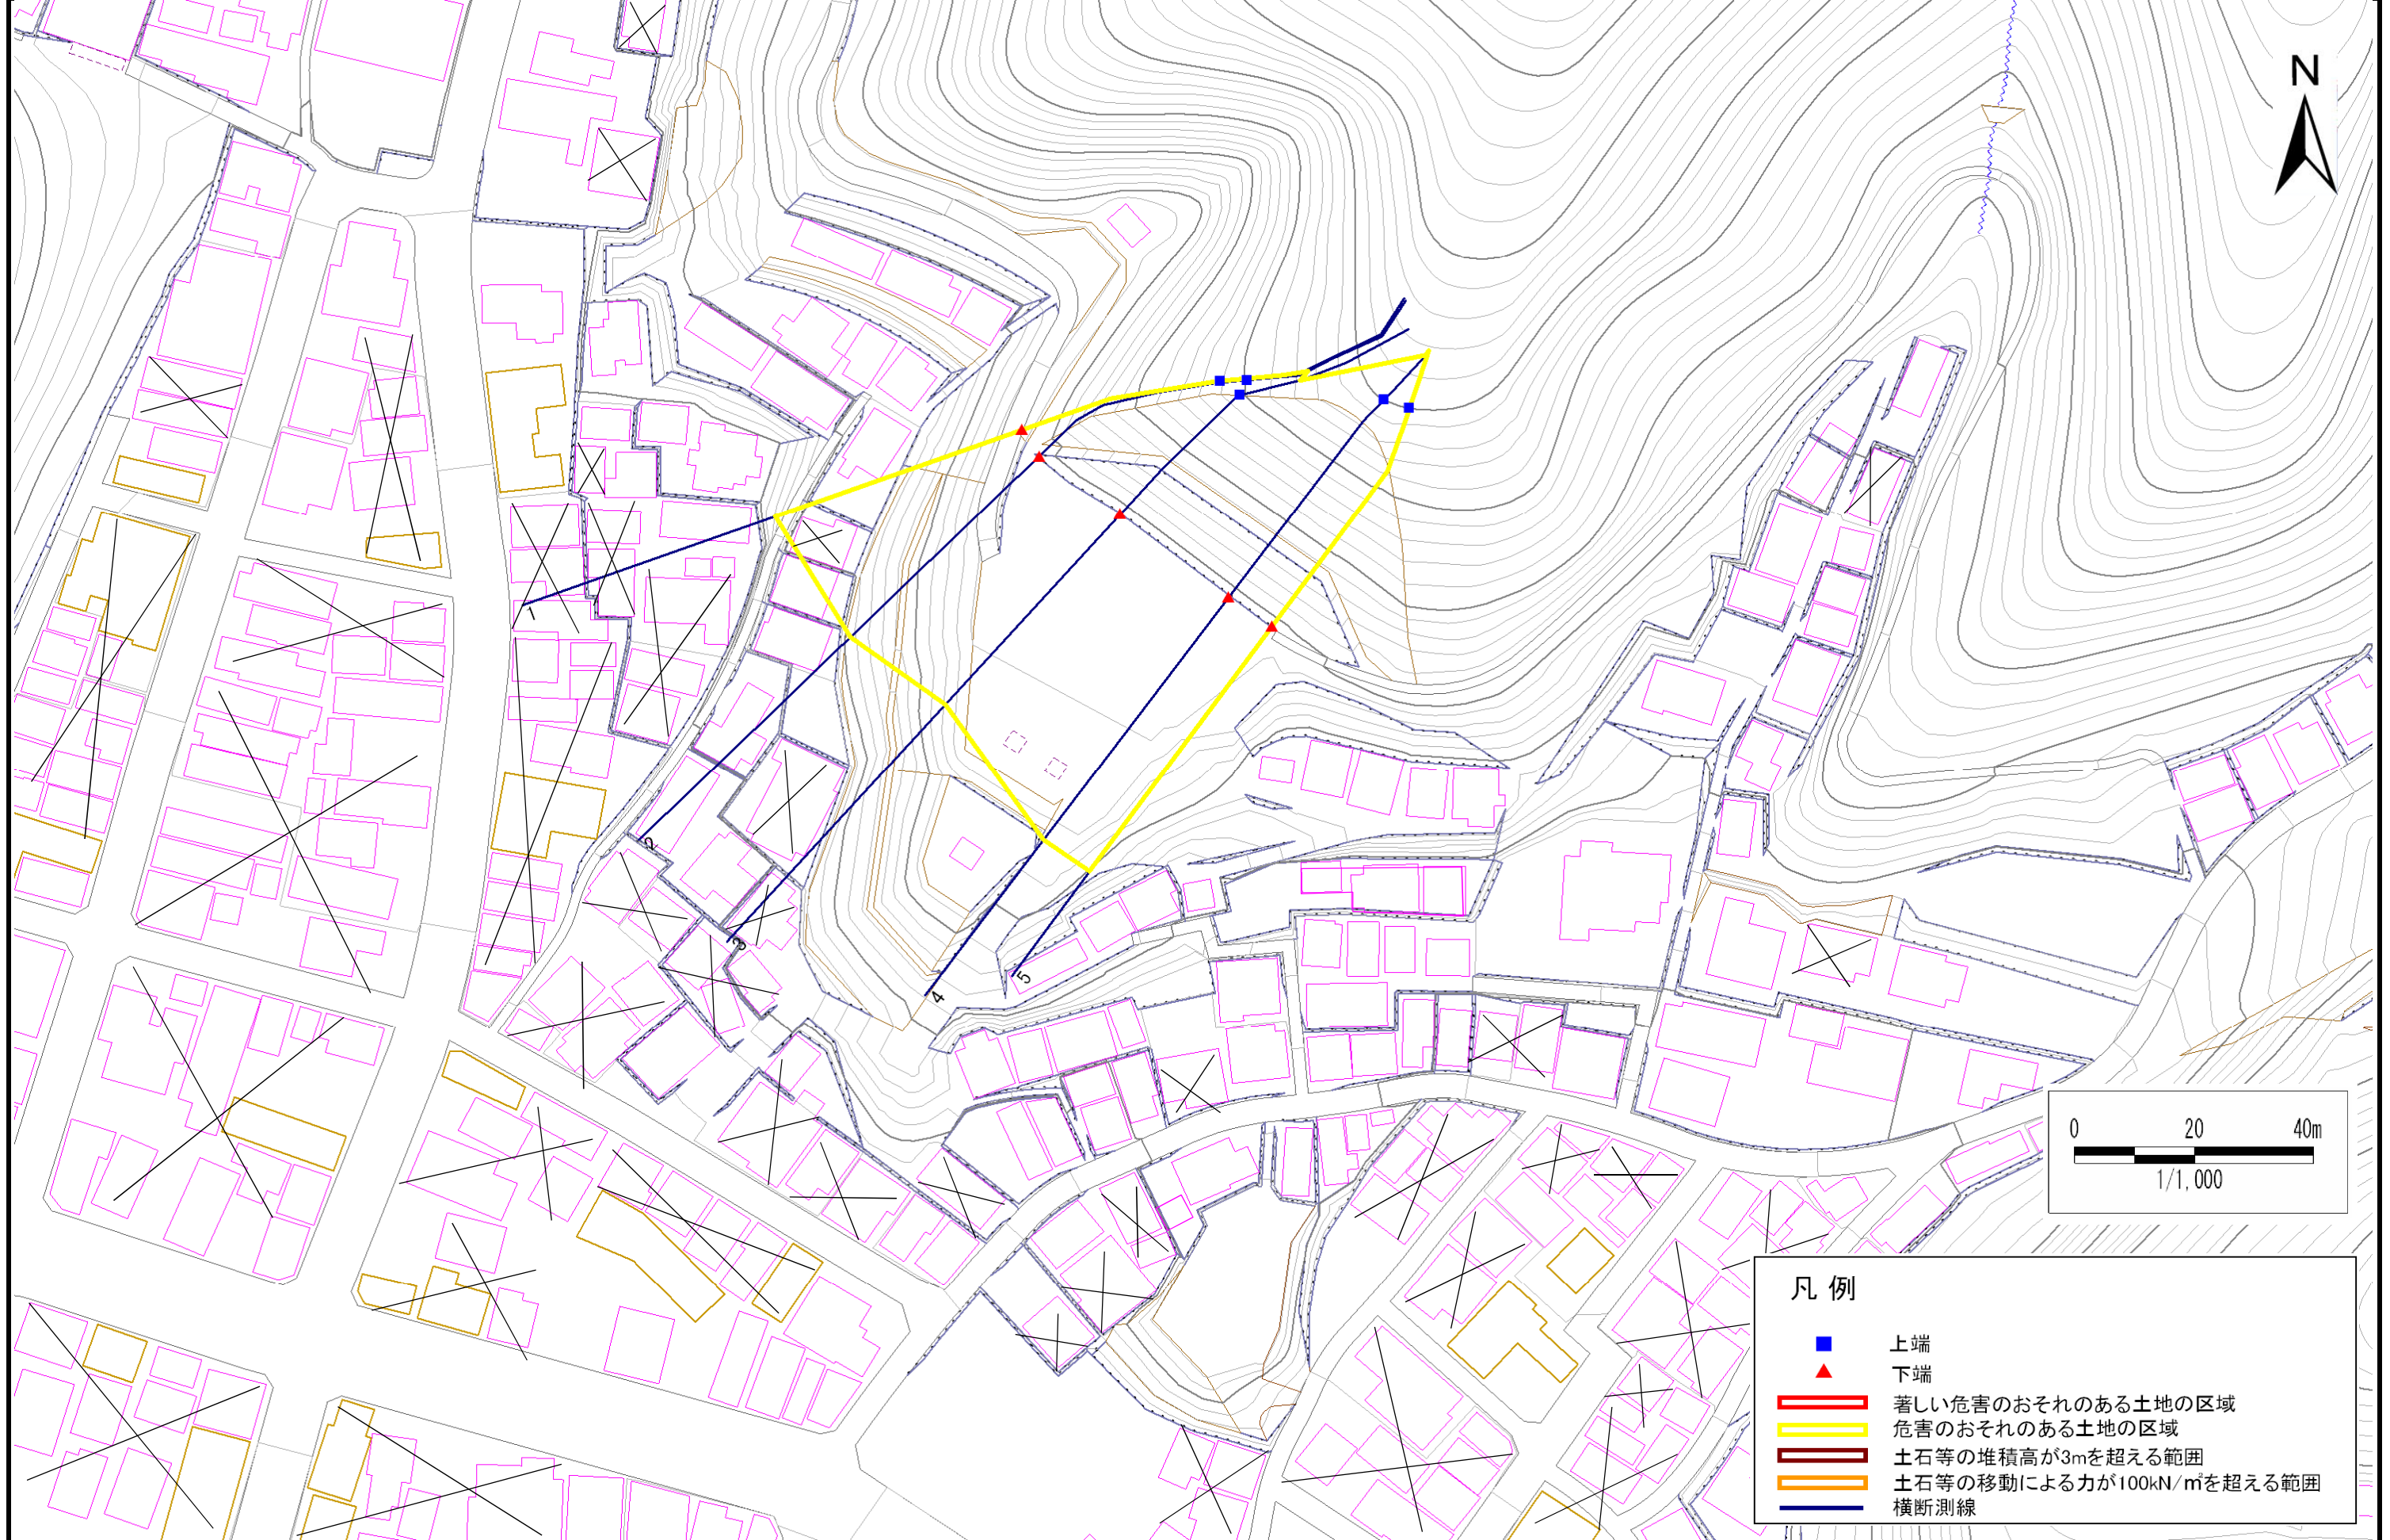 N
1
2
3
4
5
0 20 40m
1/1,000
凡 例
上端
下端
著しい危害のおそれのある土地の区域
危害のおそれのある土地の区域
土石等の堆積高が3mを超える範囲
土石等の移動による力が100kN/㎡を超える範囲
横断測線